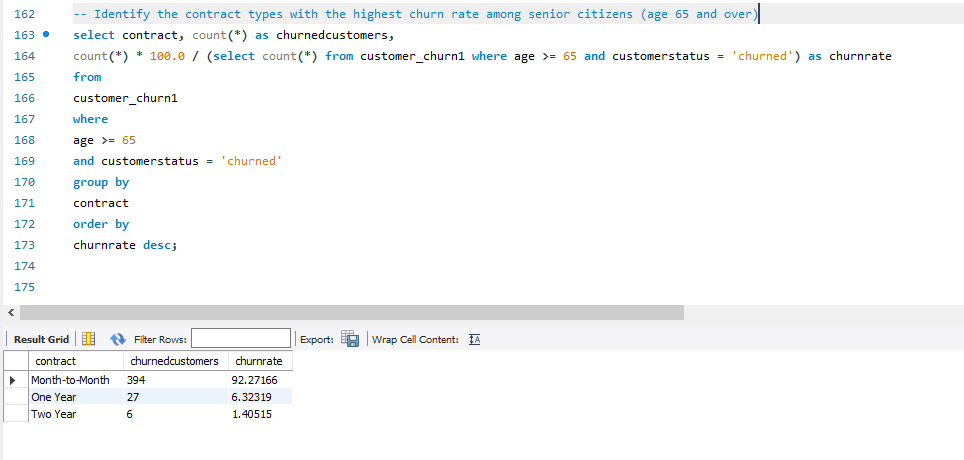 162 -- Identify the contract types with the highest churn rate among senior citizens (age 65 and over)
163 select contract, count(*) as churnedcustomers,
164 count(*) * 100.0 / (select count(*) from customer_churn1 where age >= 65 and customerstatus = 'churned') as churnrate
165 from
166 customer_churn1
167 where
168 age >= 65
169 and customerstatus = 'churned'
170 group by
171 contract
172 order by
173 churnrate desc;
174
175
Result Grid Filter Rows: Export: Wrap Cell Content: IA
contract churnedcustomers churnrate
Month-to-Month 394 92.27166
One Year 27 6.32319
Two Year 6 1.40515